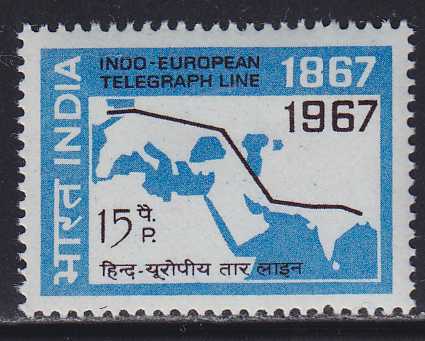 भारत INDIA
INDO-EUROPEAN
TELEGRAPH LINE
1867
1967
15 पै.
P.
हिन्द-यूरोपीय तार लाइन